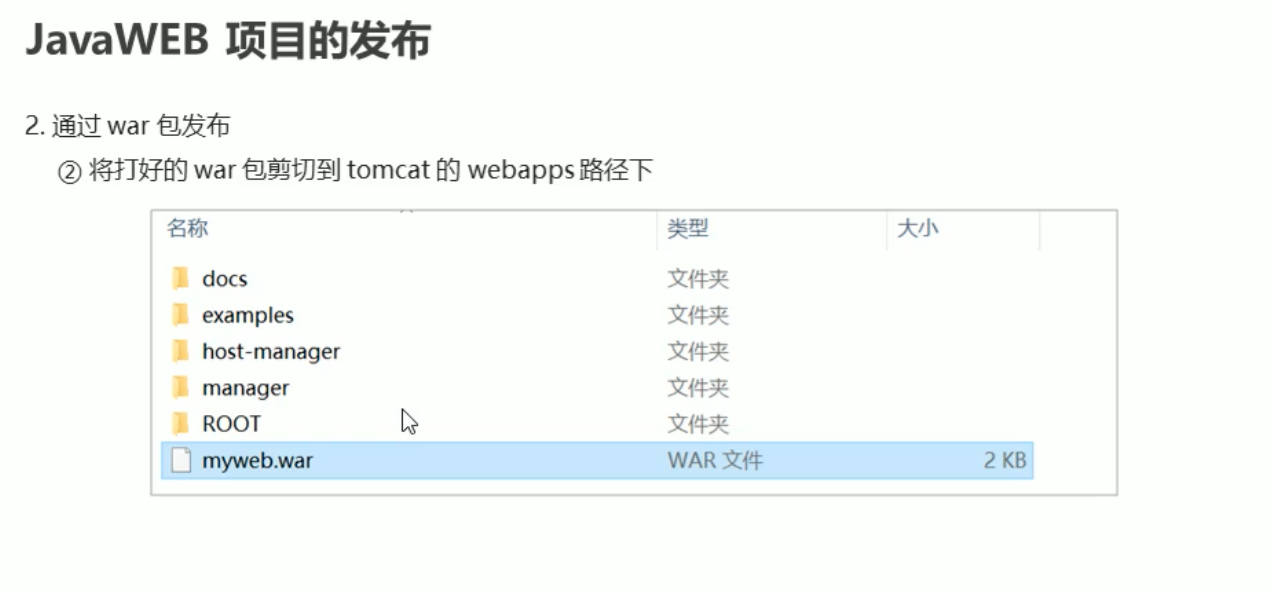 JavaWEB 项目的发布
2. 通过 war 包发布
② 将打好的 war 包剪切到 tomcat 的 webapps 路径下
名称 类型 大小
docs 文件夹
examples 文件夹
host-manager 文件夹
manager 文件夹
ROOT 文件夹
myweb.war WAR 文件 2 KB